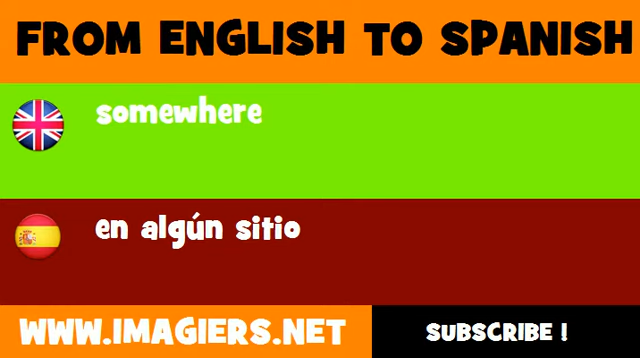 FROM ENGLISH TO SPANISH
somewhere
en algún sitio
WWW.IMAGIERS.NET
SUBSCRIBE !